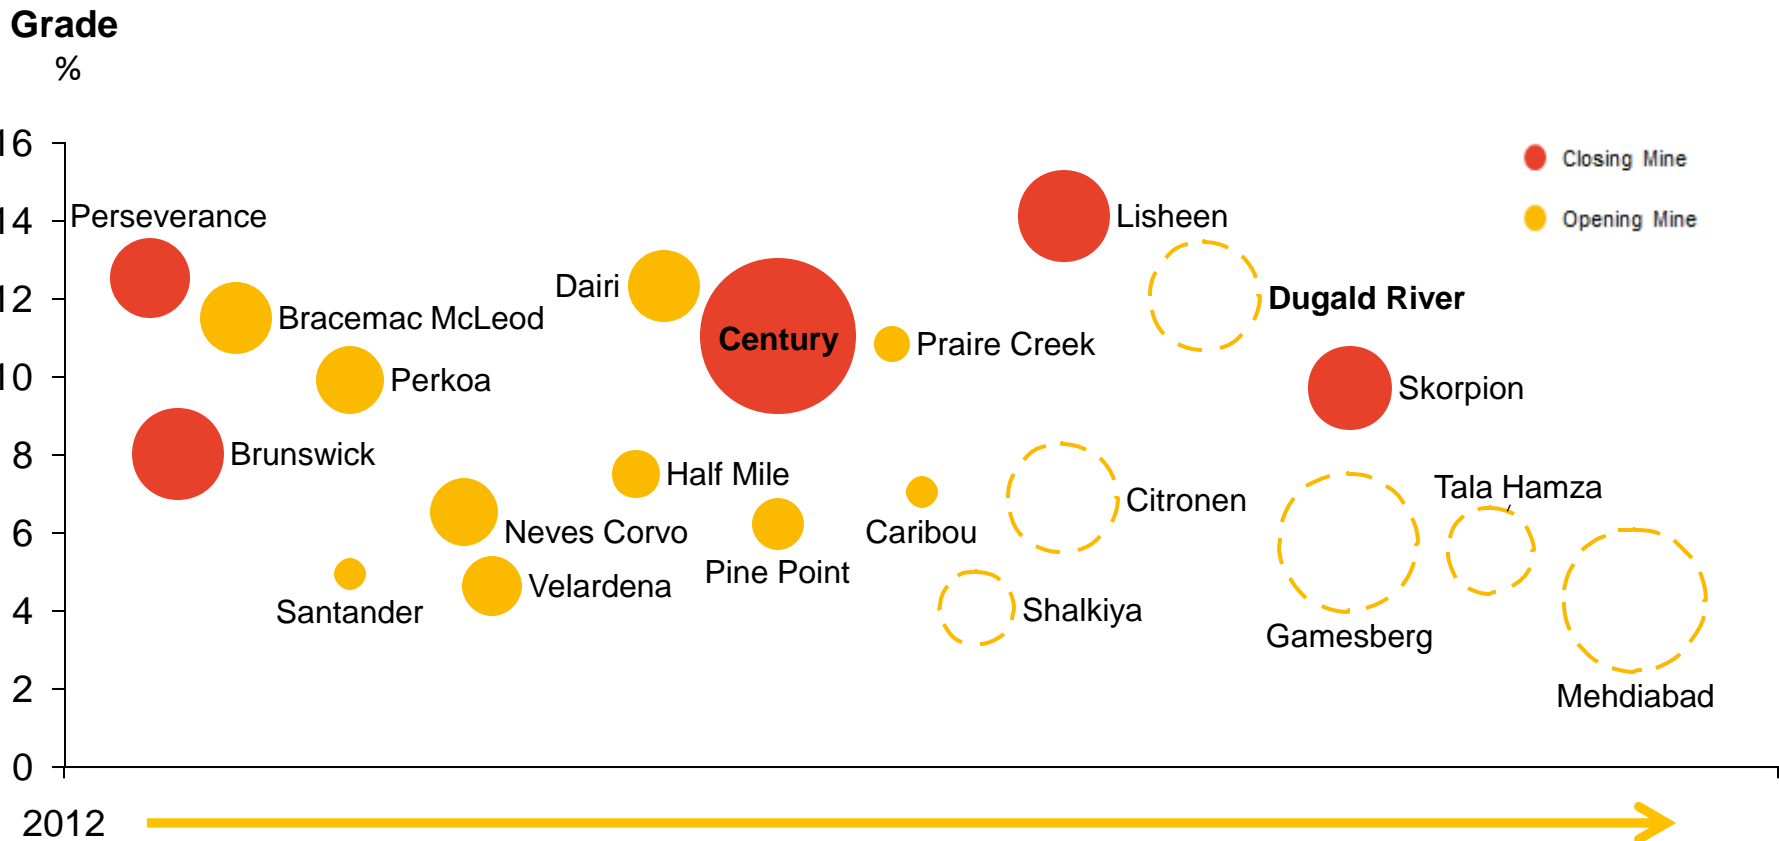 Grade
%
16
Closing Mine
14
Perseverance
Lisheen
Opening Mine
12
Dairi
Dugald River
Bracemac McLeod
Century
Praire Creek
10
Perkoa
Skorpion
8
Brunswick
Half Mile
Tala Hamza
Citronen
6
Neves Corvo
Caribou
Pine Point
Velardena
4
Santander
Shalkiya
Gamesberg
2
Mehdiabad
0
2012